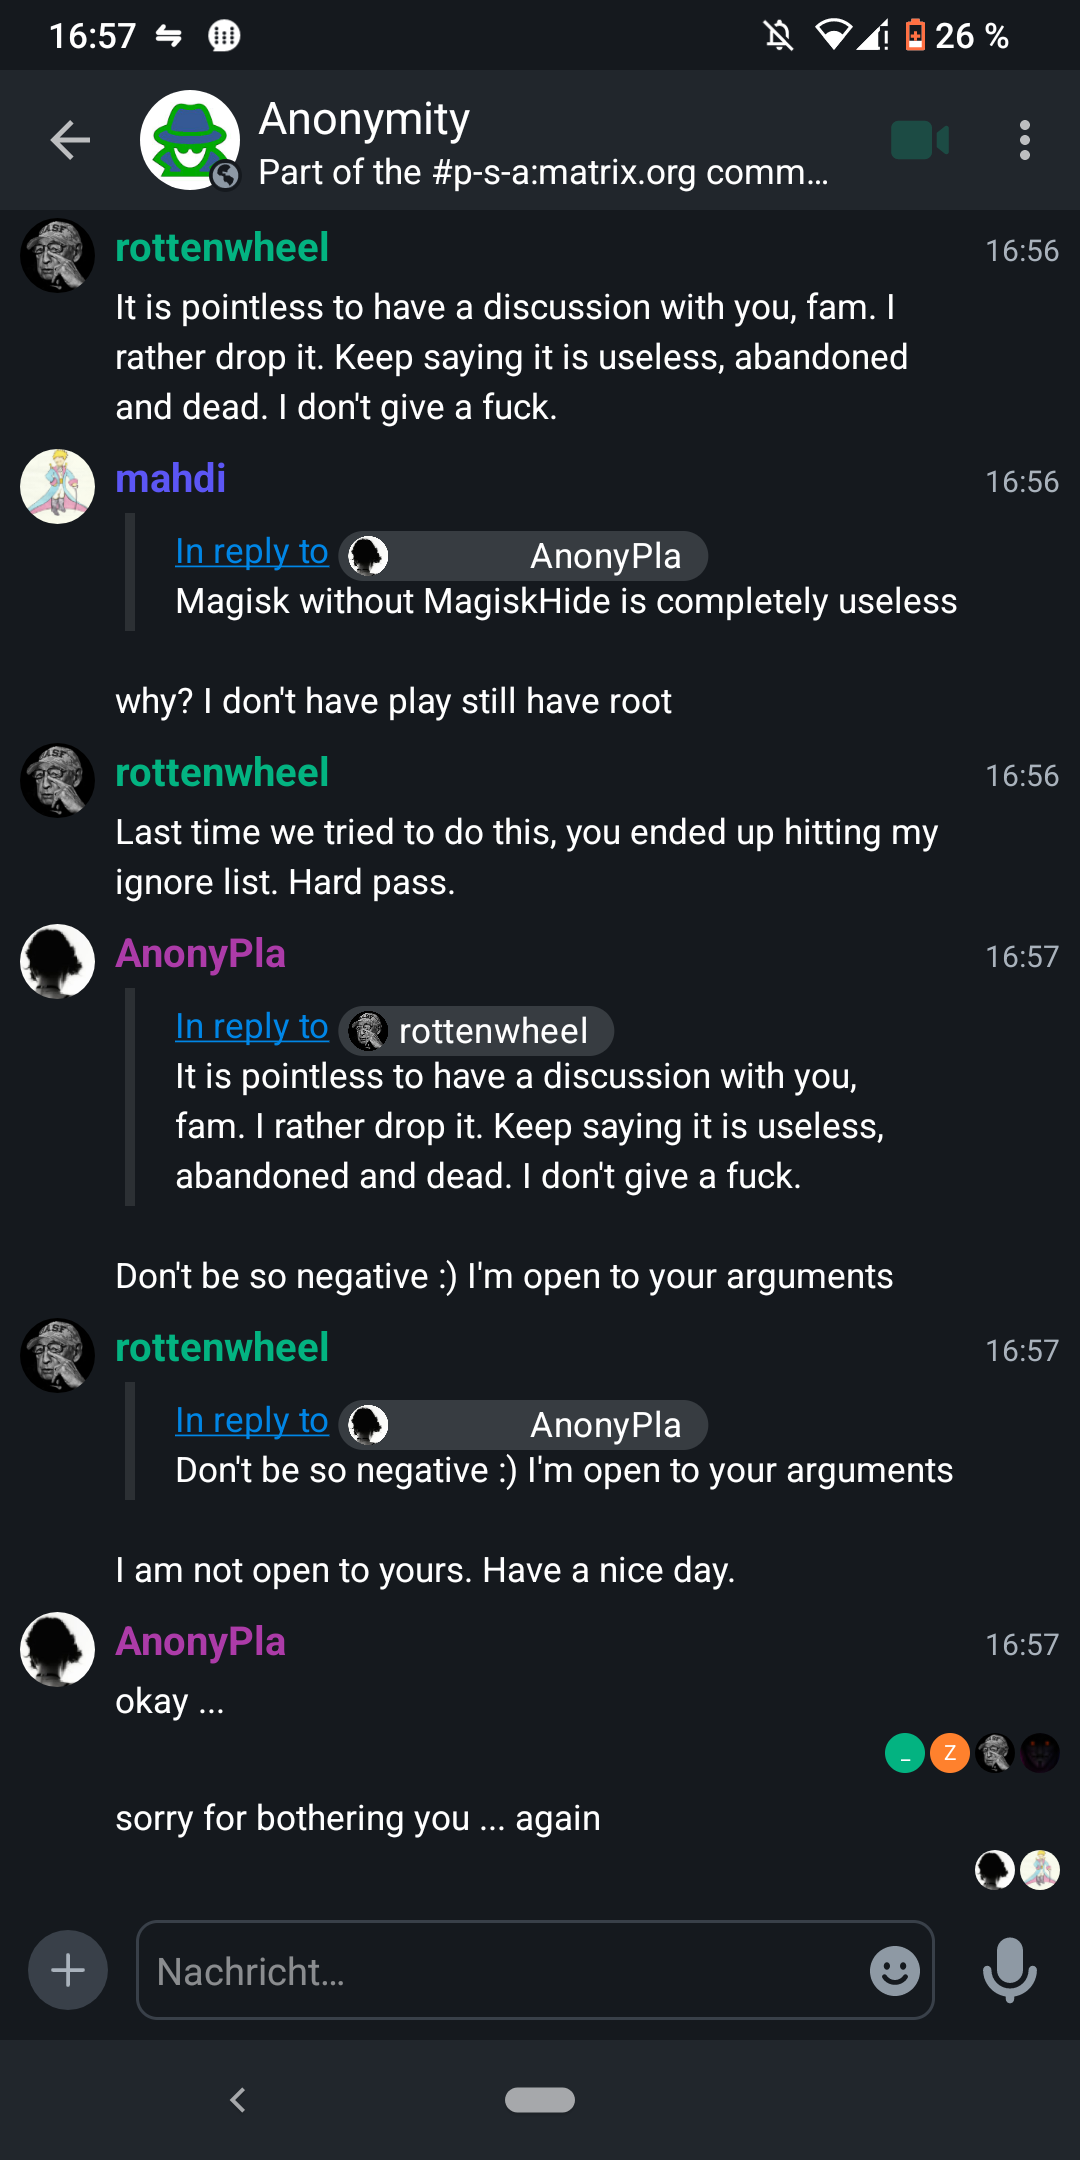 16:57
26 %
Anonymity
Part of the #p-s-a:matrix.org comm...
rottenwheel
16:56
It is pointless to have a discussion with you, fam. I
rather drop it. Keep saying it is useless, abandoned
and dead. I don't give a fuck.
mahdi
16:56
In reply to AnonyPla
Magisk without MagiskHide is completely useless
why? I don't have play still have root
rottenwheel
16:56
Last time we tried to do this, you ended up hitting my
ignore list. Hard pass.
AnonyPla
16:57
In reply to rottenwheel
It is pointless to have a discussion with you,
fam. I rather drop it. Keep saying it is useless,
abandoned and dead. I don't give a fuck.
Don't be so negative :) I'm open to your arguments
rottenwheel
16:57
In reply to AnonyPla
Don't be so negative :) I'm open to your arguments
I am not open to yours. Have a nice day.
AnonyPla
16:57
okay ...
_ Z
sorry for bothering you ... again
Nachricht...